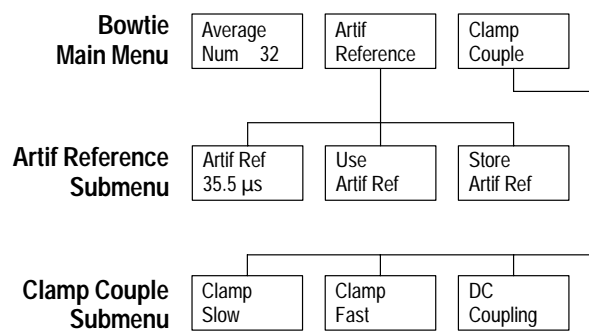 Bowtie
Main Menu
Average
Num 32
Artif
Reference
Clamp
Couple
Artif Reference
Submenu
Artif Ref
35.5 µs
Use
Artif Ref
Store
Artif Ref
Clamp Couple
Submenu
Clamp
Slow
Clamp
Fast
DC
Coupling